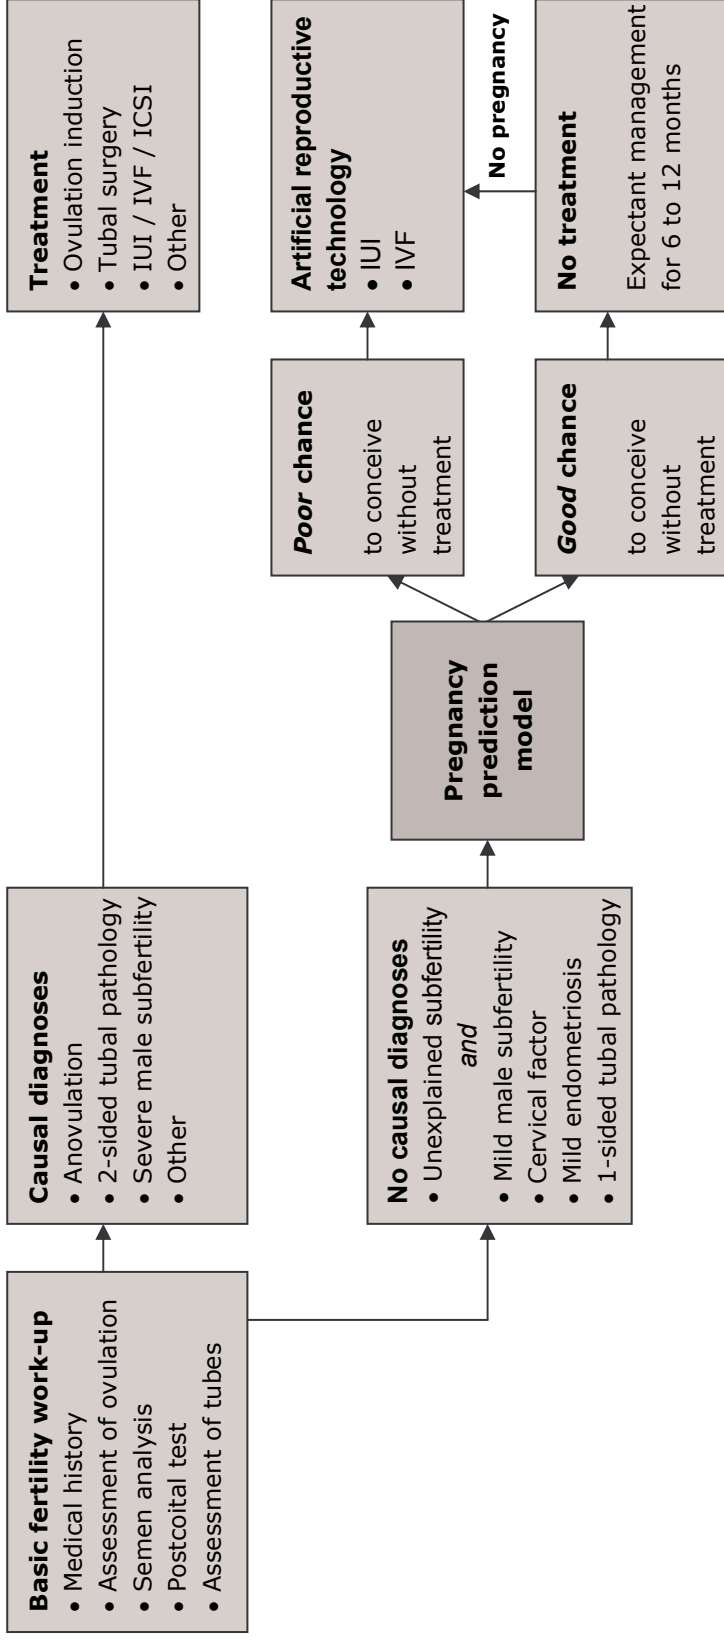 Basic fertility work-up
• Medical history
• Assessment of ovulation
• Semen analysis
• Postcoital test
• Assessment of tubes
Causal diagnoses
• Anovulation
• 2-sided tubal pathology
• Severe male subfertility
• Other
Treatment
• Ovulation induction
• Tubal surgery
• IUI / IVF / ICSI
• Other
No causal diagnoses
• Unexplained subfertility
and
• Mild male subfertility
• Cervical factor
• Mild endometriosis
• 1-sided tubal pathology
Pregnancy
prediction
model
Poor chance
to conceive
without
treatment
Artificial reproductive
technology
• IUI
• IVF
Good chance
to conceive
without
treatment
No treatment
Expectant management
for 6 to 12 months
No pregnancy